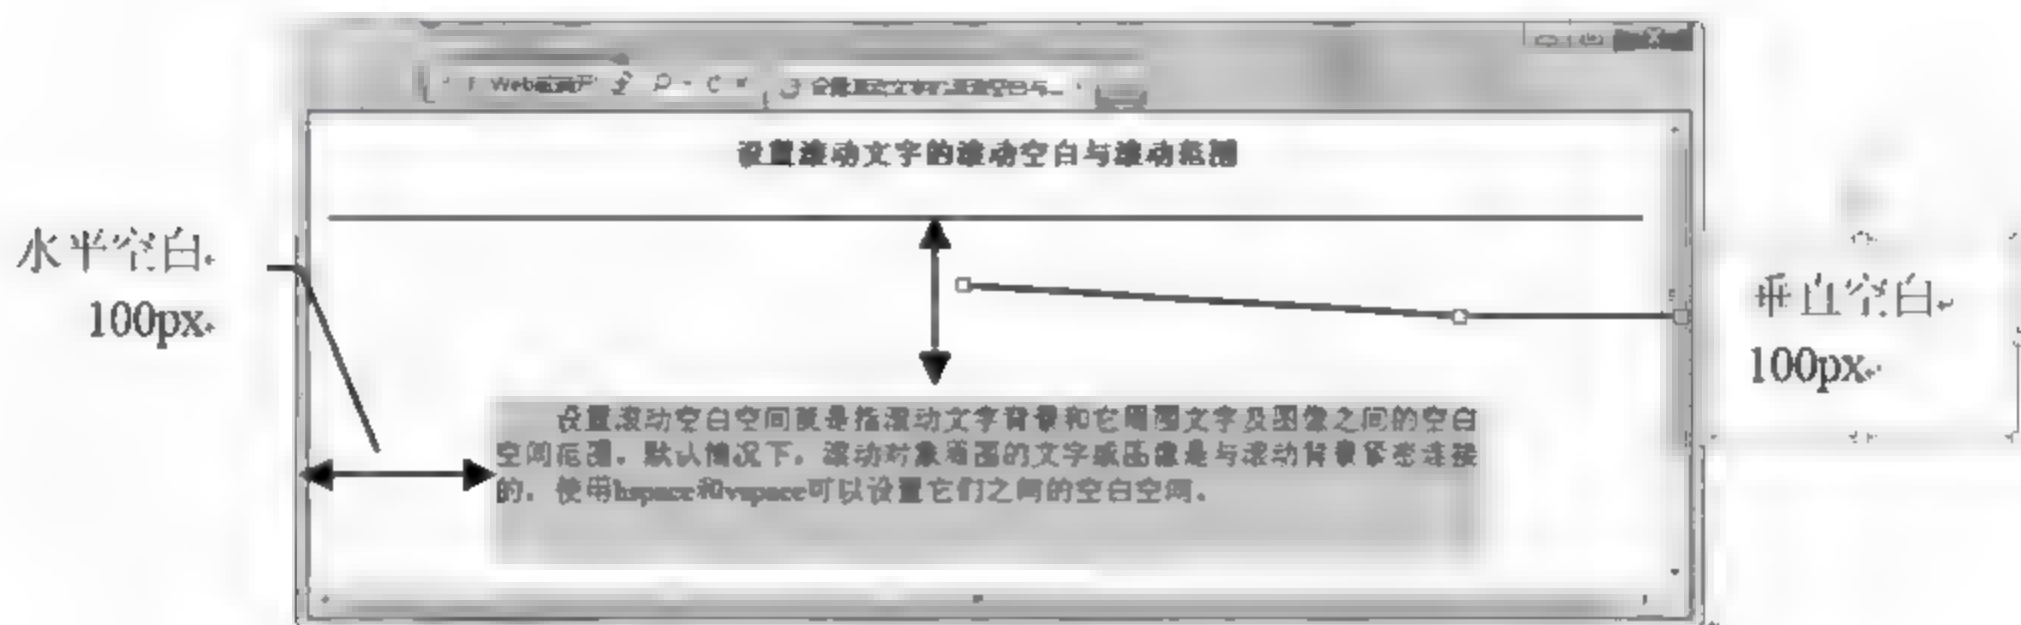 设置滚动文字的滚动空白与滚动范围
水平空白
100px
垂直空白
100px
设置滚动空白空间就是指滚动文字背景和它周围文字及图像之间的空白
空间范围。默认情况下，滚动对象周围的文字或图像是与滚动背景紧密连接
的，使用hspace和vspace可以设置它们之间的空白空间。